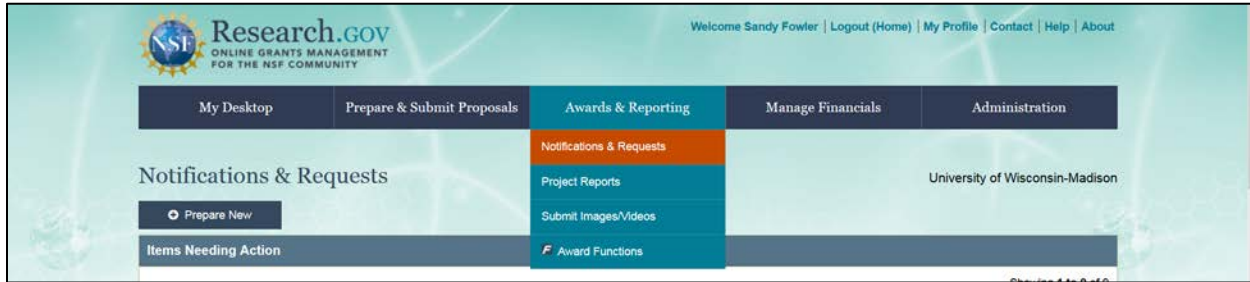 NSF
Research.GOV
ONLINE GRANTS MANAGEMENT
FOR THE NSF COMMUNITY
Welcome Sandy Fowler | Logout (Home) | My Profile | Contact | Help | About
My Desktop
Prepare & Submit Proposals
Awards & Reporting
Manage Financials
Administration
Notifications & Requests
Project Reports
Submit Images/Videos
F Award Functions
Notifications & Requests
University of Wisconsin-Madison
Prepare New
Items Needing Action